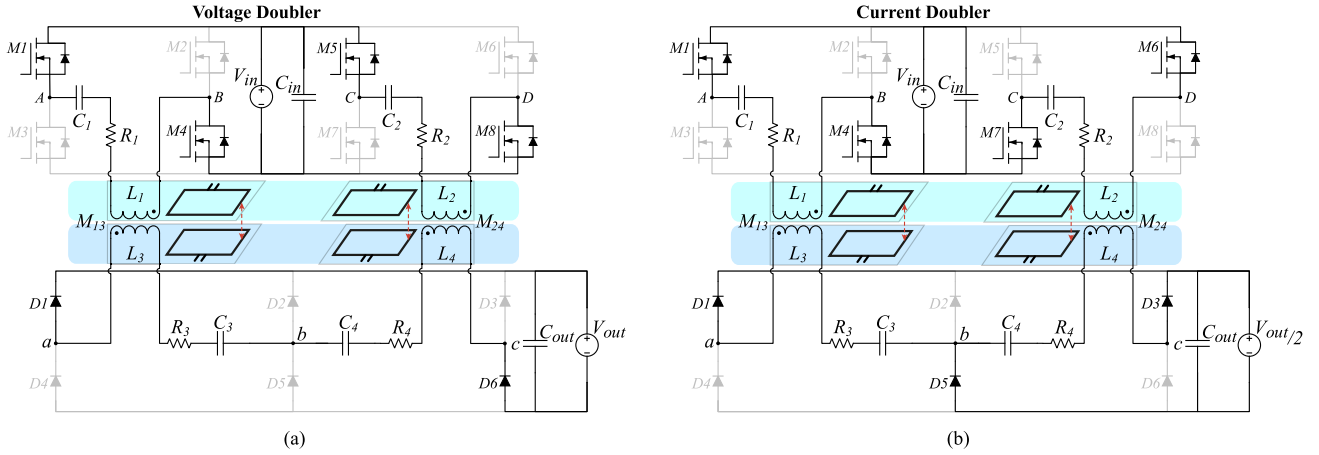 Voltage Doubler
M1
M2
V_in
C_in
M5
M6
A
B
C
D
C_1
R_1
C_2
R_2
M3
M4
M7
M8
L_1
L_2
M_13
M_24
L_3
L_4
D1
D2
D3
R_3
C_3
b
C_4
R_4
a
c
C_out
V_out
D4
D5
D6
(a)
Current Doubler
M1
M2
V_in
C_in
M5
M6
A
B
C
D
C_1
R_1
C_2
R_2
M3
M4
M7
M8
L_1
L_2
M_13
M_24
L_3
L_4
D1
D2
D3
R_3
C_3
b
C_4
R_4
a
c
C_out
V_out/2
D4
D5
D6
(b)